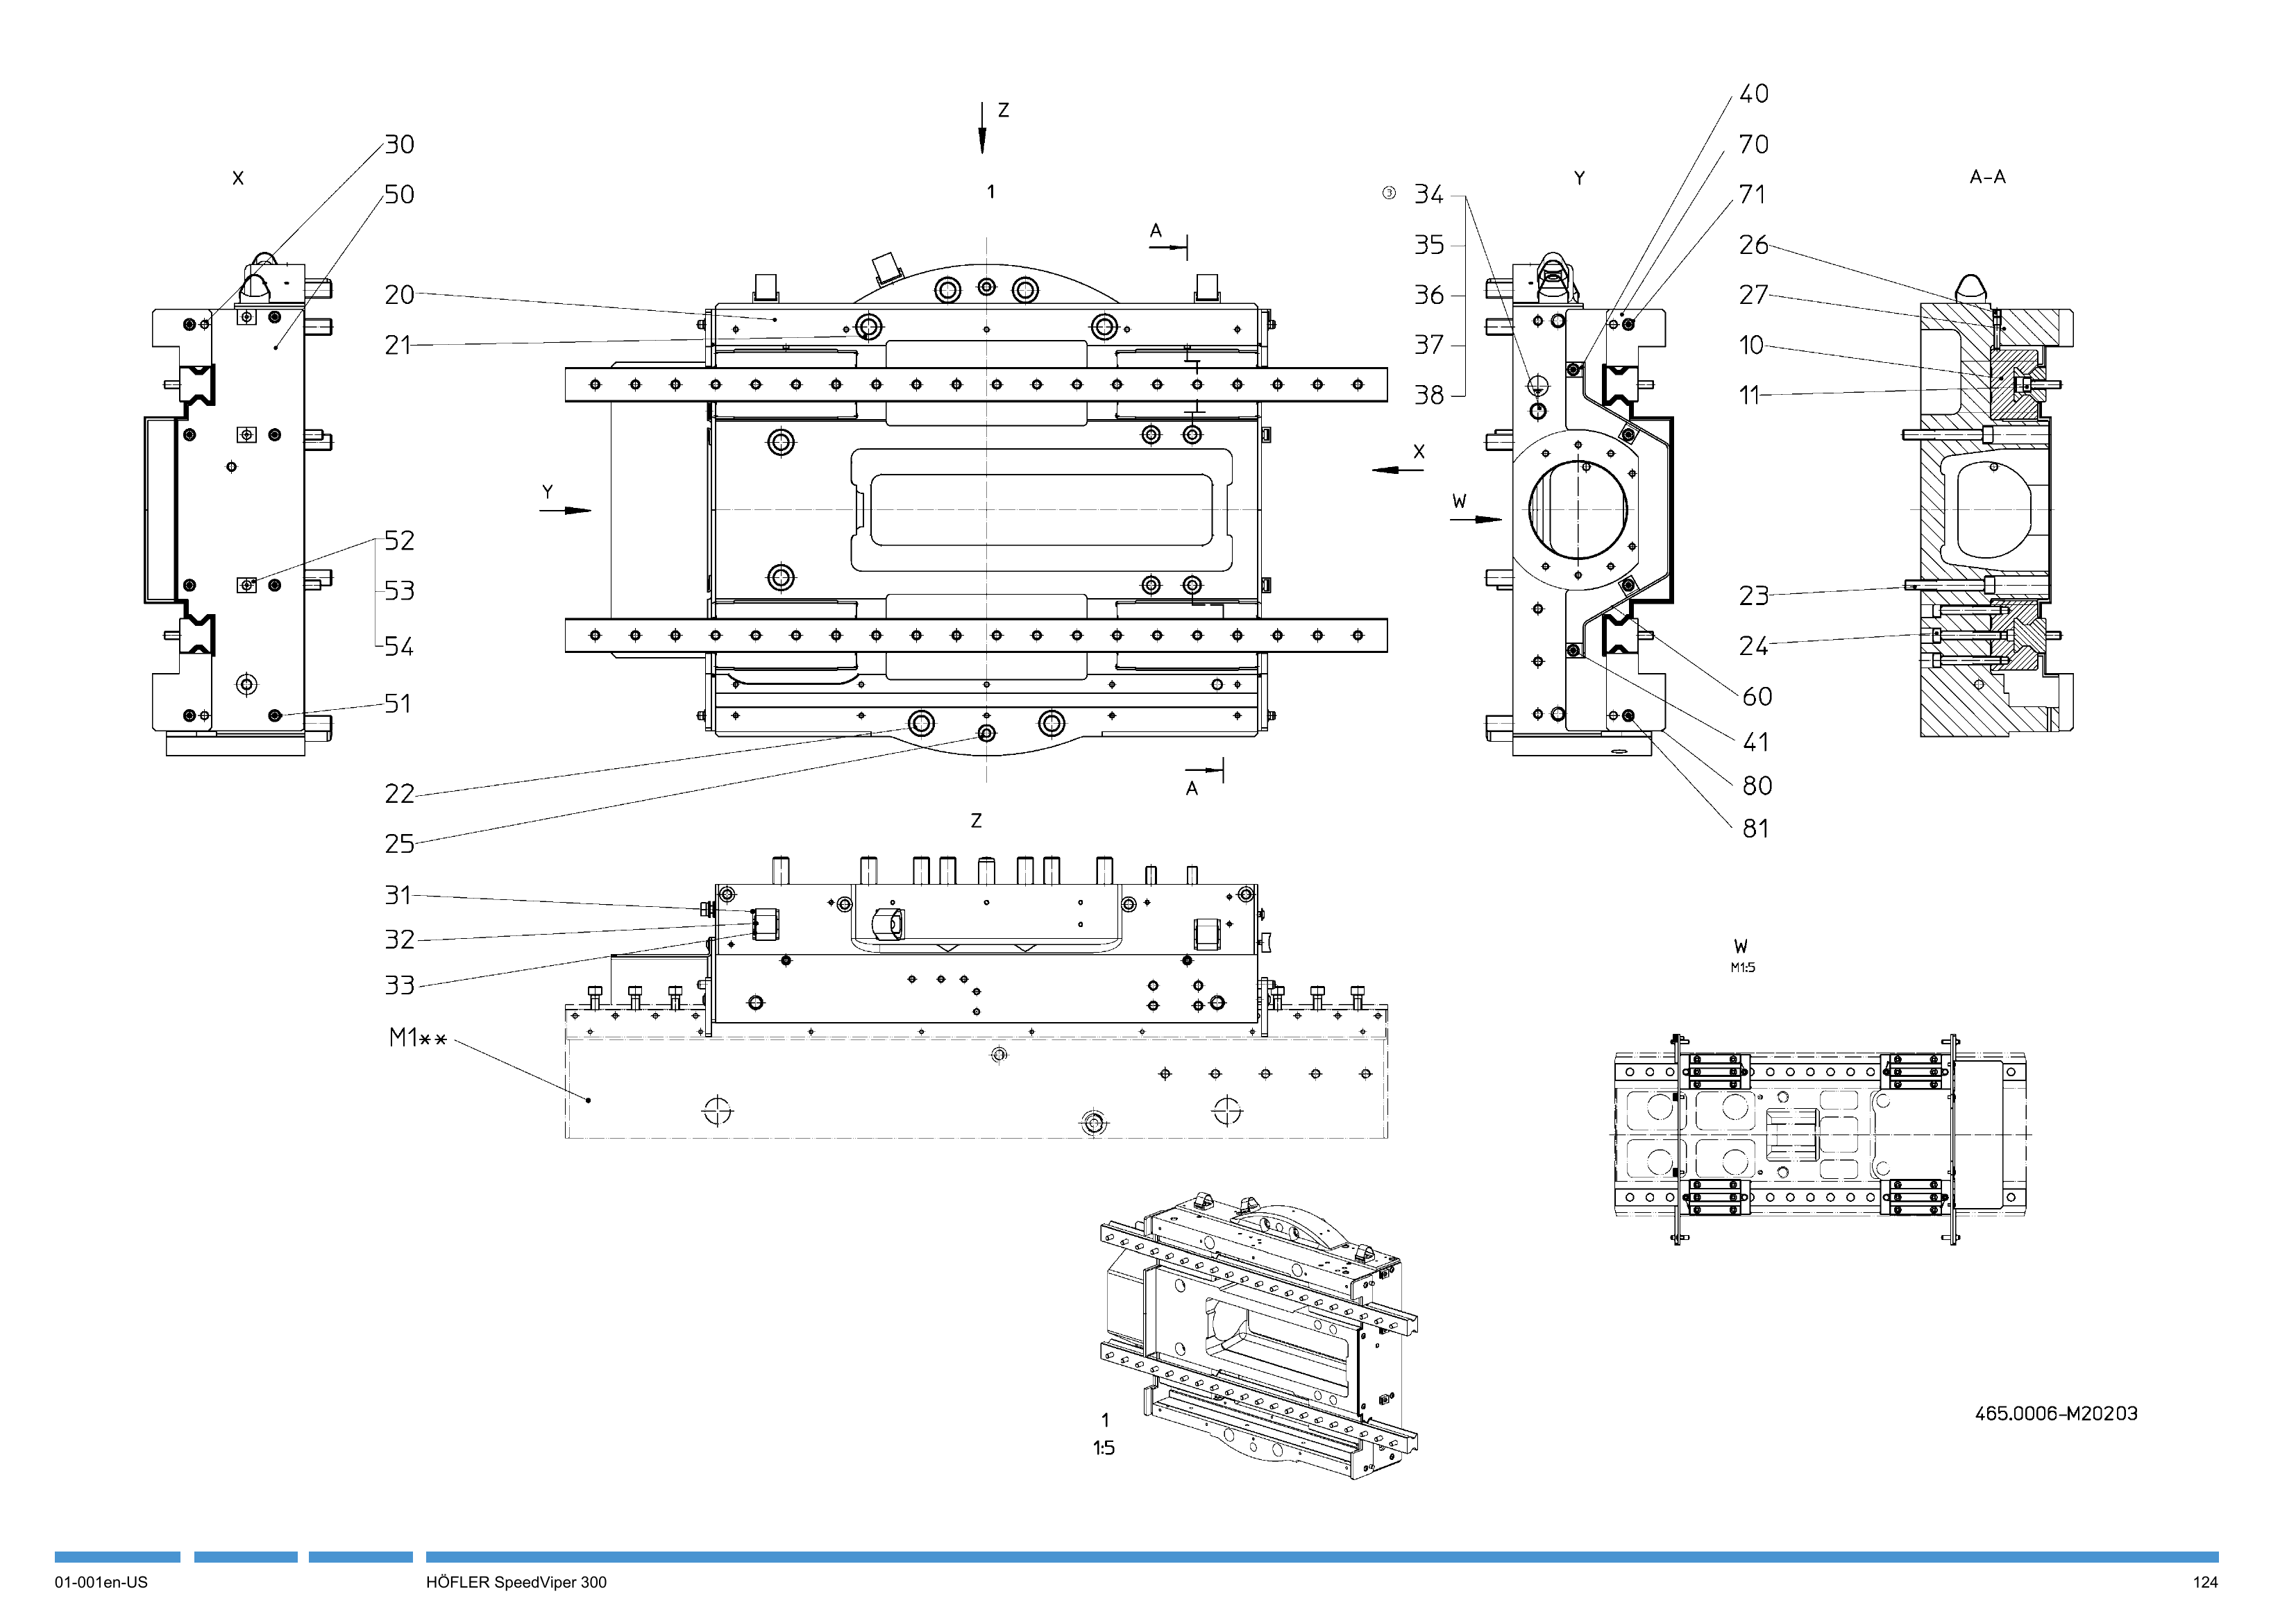 X
30
50
20
21
52
53
54
51
22
25
31
32
33
M1**
Z
1
A
Y
X
A
Z
③ 34
35
36
37
38
W
Y
40
70
71
26
27
10
11
23
24
60
41
80
81
A-A
W
M1:5
1
1:5
465.0006-M20203
01-001en-US
HÖFLER SpeedViper 300
124